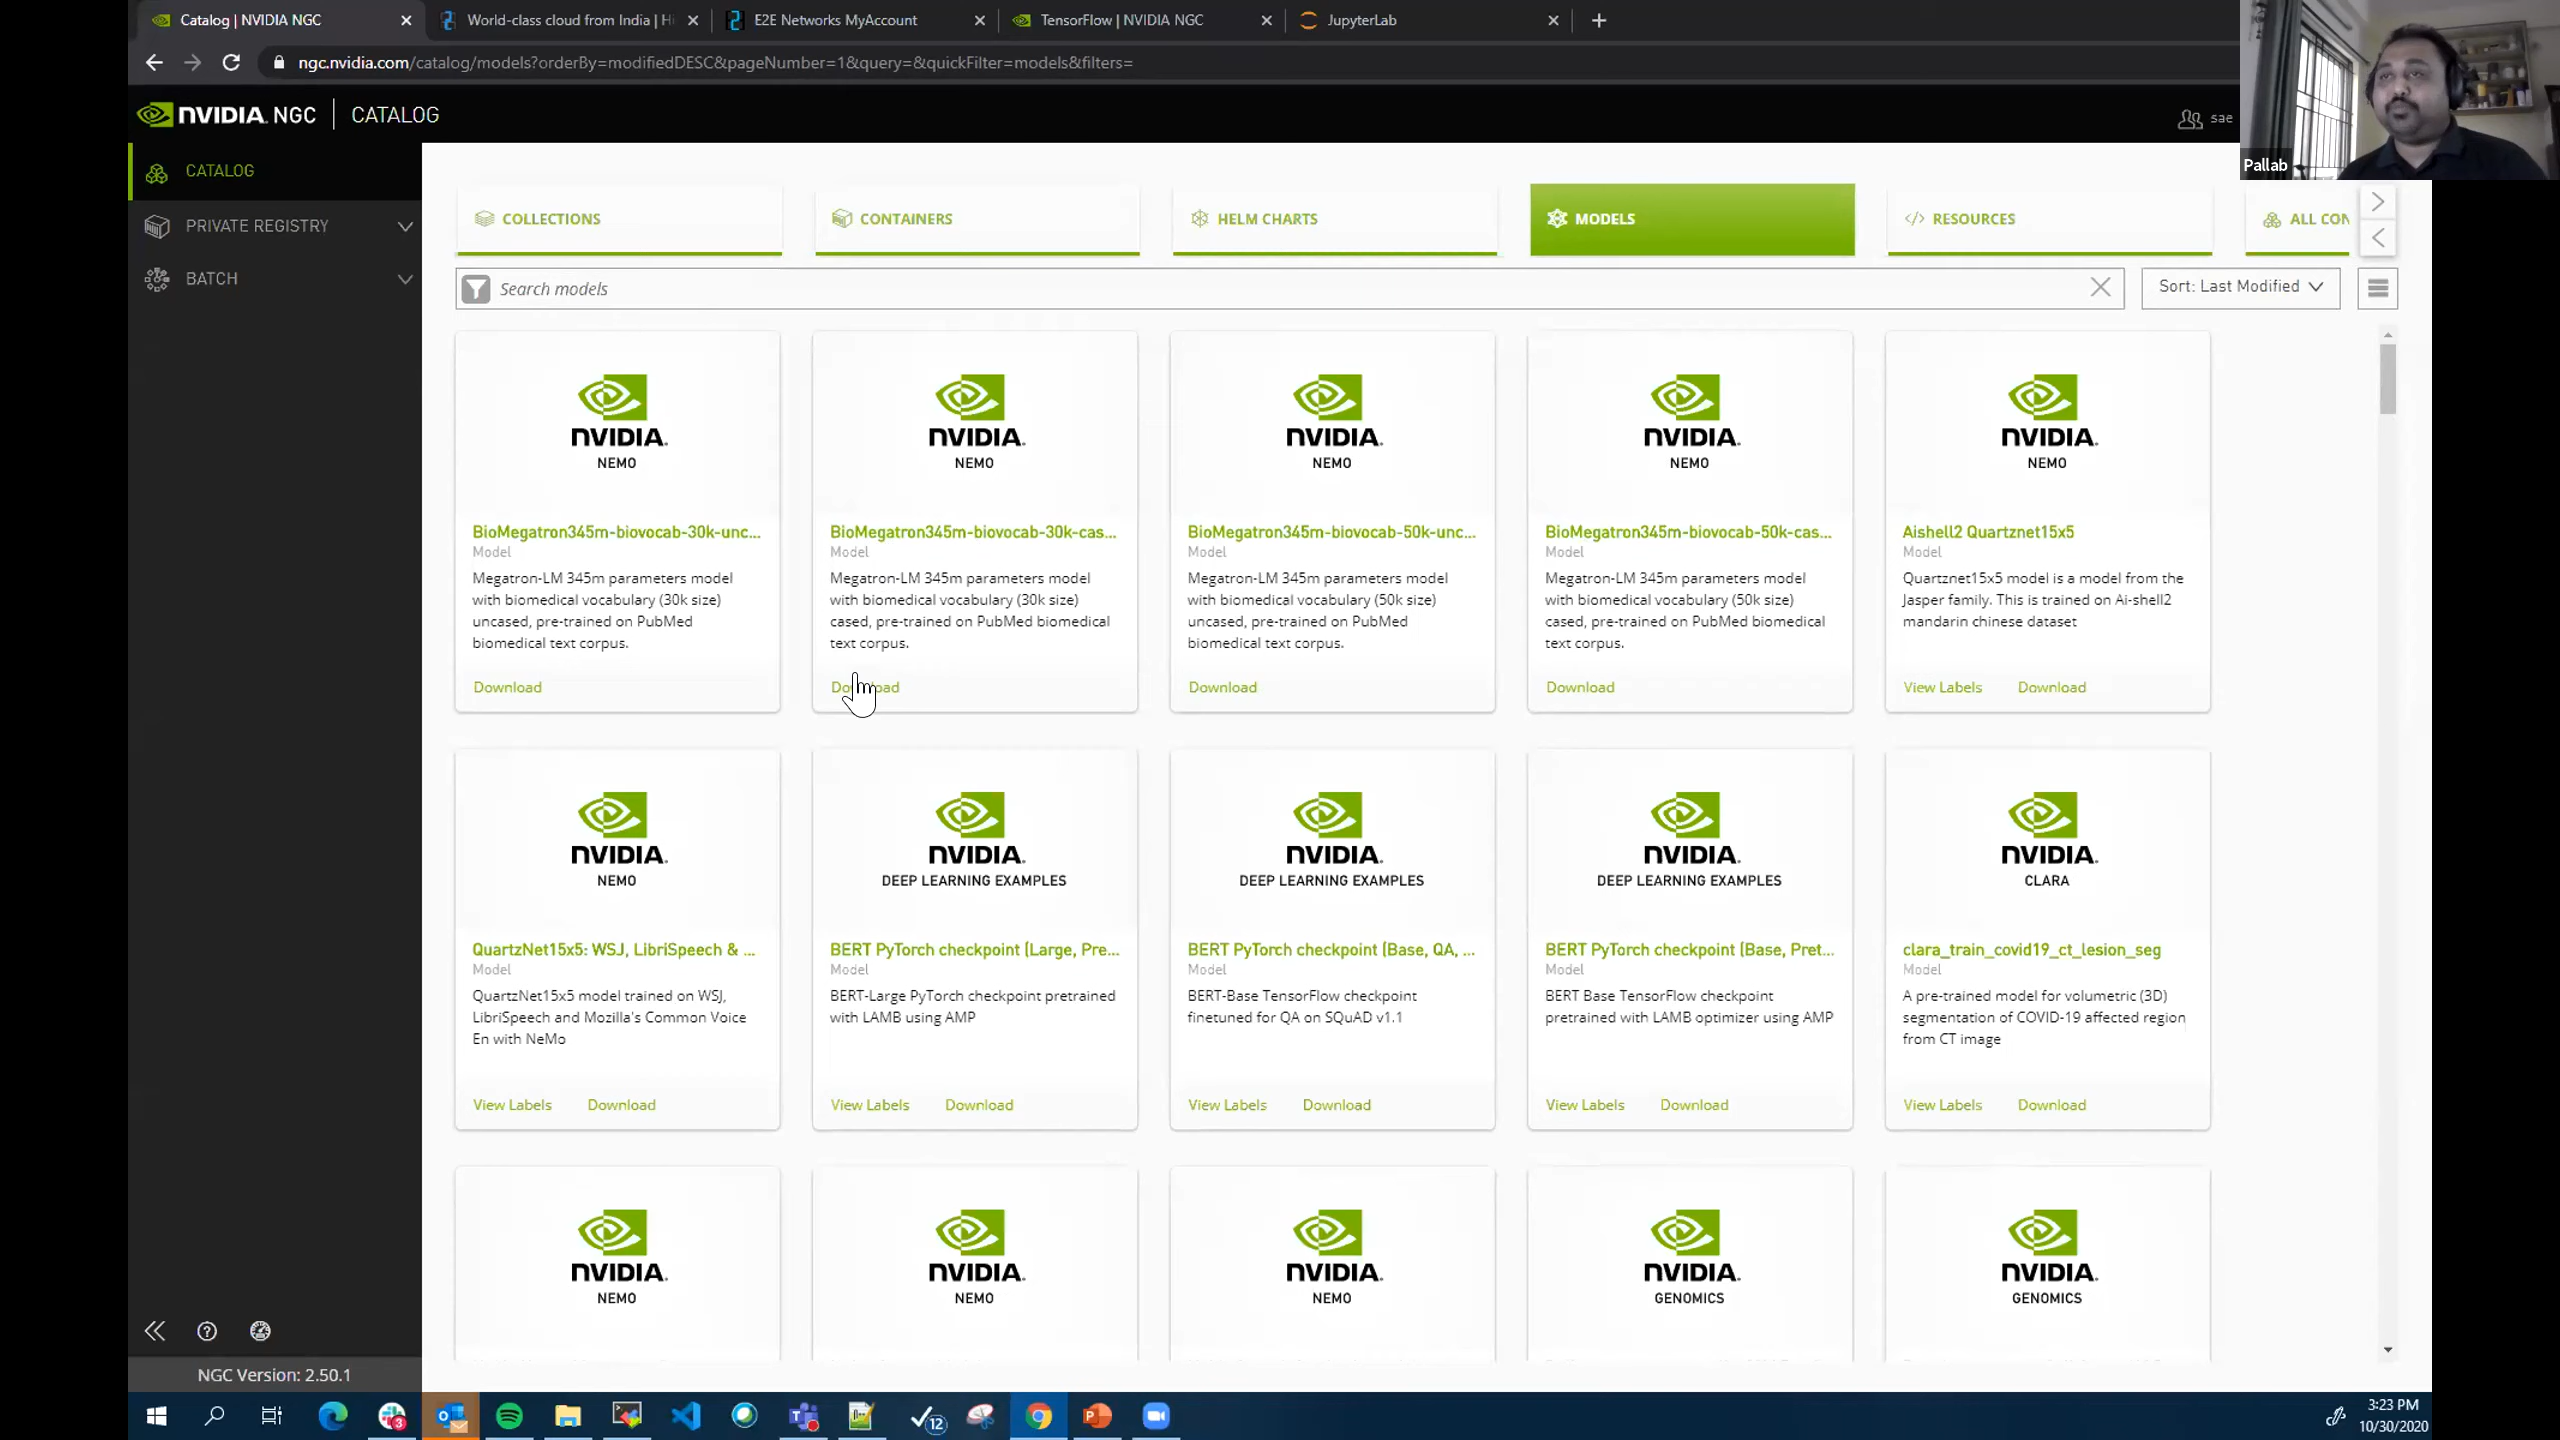 Catalog | NVIDIA NGC
World-class cloud from India | Hi
E2E Networks MyAccount
TensorFlow | NVIDIA NGC
JupyterLab
ngc.nvidia.com/catalog/models?orderBy=modifiedDESC&pageNumber=1&query=&quickFilter=models&filters=
NVIDIA. NGC | CATALOG
sae
Pallab
CATALOG
PRIVATE REGISTRY
BATCH
COLLECTIONS
CONTAINERS
HELM CHARTS
MODELS
RESOURCES
ALL CON
Search models
Sort: Last Modified
NVIDIA.
NEMO
BioMegatron345m-biovocab-30k-unc...
Model
Megatron-LM 345m parameters model
with biomedical vocabulary (30k size)
uncased, pre-trained on PubMed
biomedical text corpus.
Download
NVIDIA.
NEMO
BioMegatron345m-biovocab-30k-cas...
Model
Megatron-LM 345m parameters model
with biomedical vocabulary (30k size)
cased, pre-trained on PubMed biomedical
text corpus.
Download
NVIDIA.
NEMO
BioMegatron345m-biovocab-50k-unc...
Model
Megatron-LM 345m parameters model
with biomedical vocabulary (50k size)
uncased, pre-trained on PubMed
biomedical text corpus.
Download
NVIDIA.
NEMO
BioMegatron345m-biovocab-50k-cas...
Model
Megatron-LM 345m parameters model
with biomedical vocabulary (50k size)
cased, pre-trained on PubMed biomedical
text corpus.
Download
NVIDIA.
NEMO
Aishell2 Quartznet15x5
Model
Quartznet15x5 model is a model from the
Jasper family. This is trained on Ai-shell2
mandarin chinese dataset
View Labels Download
NVIDIA.
NEMO
QuartzNet15x5: WSJ, LibriSpeech & ...
Model
QuartzNet15x5 model trained on WSJ,
LibriSpeech and Mozilla's Common Voice
En with NeMo
View Labels Download
NVIDIA.
DEEP LEARNING EXAMPLES
BERT PyTorch checkpoint (Large, Pre...
Model
BERT-Large PyTorch checkpoint pretrained
with LAMB using AMP
View Labels Download
NVIDIA.
DEEP LEARNING EXAMPLES
BERT PyTorch checkpoint (Base, QA, ...
Model
BERT-Base TensorFlow checkpoint
finetuned for QA on SQuAD v1.1
View Labels Download
NVIDIA.
DEEP LEARNING EXAMPLES
BERT PyTorch checkpoint (Base, Pret...
Model
BERT Base TensorFlow checkpoint
pretrained with LAMB optimizer using AMP
View Labels Download
NVIDIA.
CLARA
clara_train_covid19_ct_lesion_seg
Model
A pre-trained model for volumetric (3D)
segmentation of COVID-19 affected region
from CT image
View Labels Download
NVIDIA.
NEMO
NVIDIA.
NEMO
NVIDIA.
NEMO
NVIDIA.
GENOMICS
NVIDIA.
GENOMICS
NGC Version: 2.50.1
3
12
3:23 PM
10/30/2020